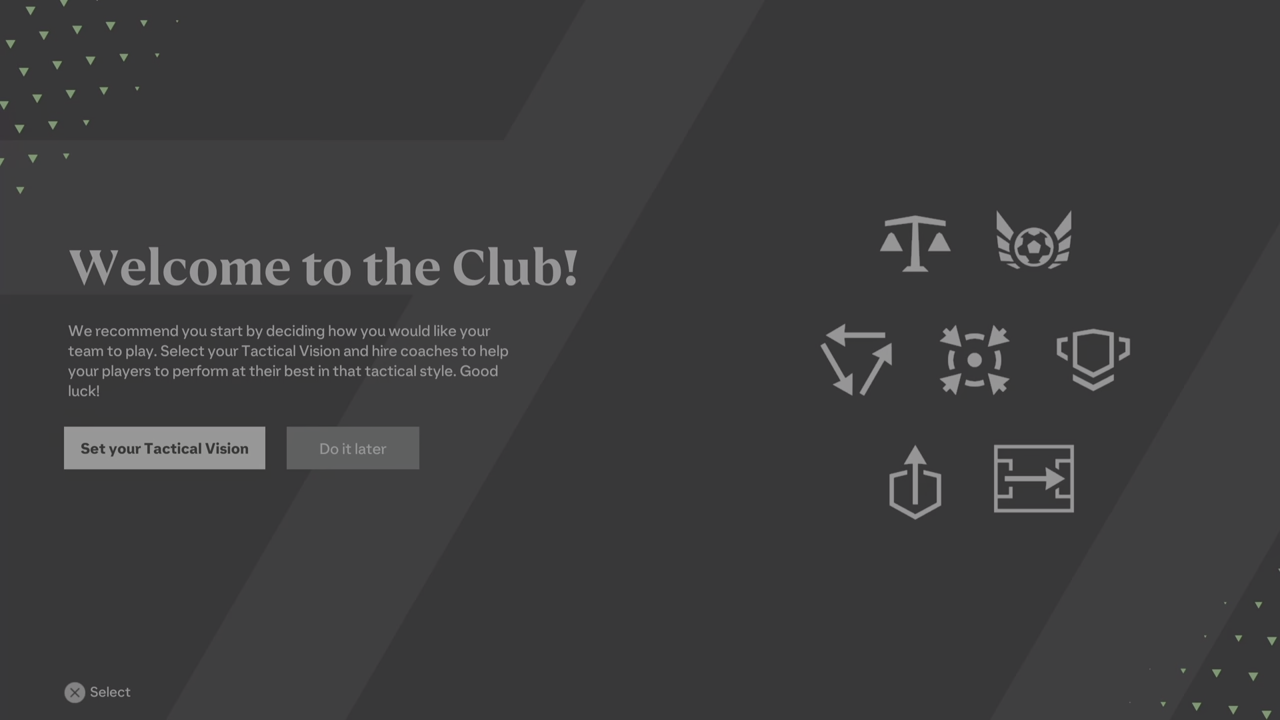 Welcome to the Club!
We recommend you start by deciding how you would like your
team to play. Select your Tactical Vision and hire coaches to help
your players to perform at their best in that tactical style. Good
luck!
Set your Tactical Vision
Do it later
Select